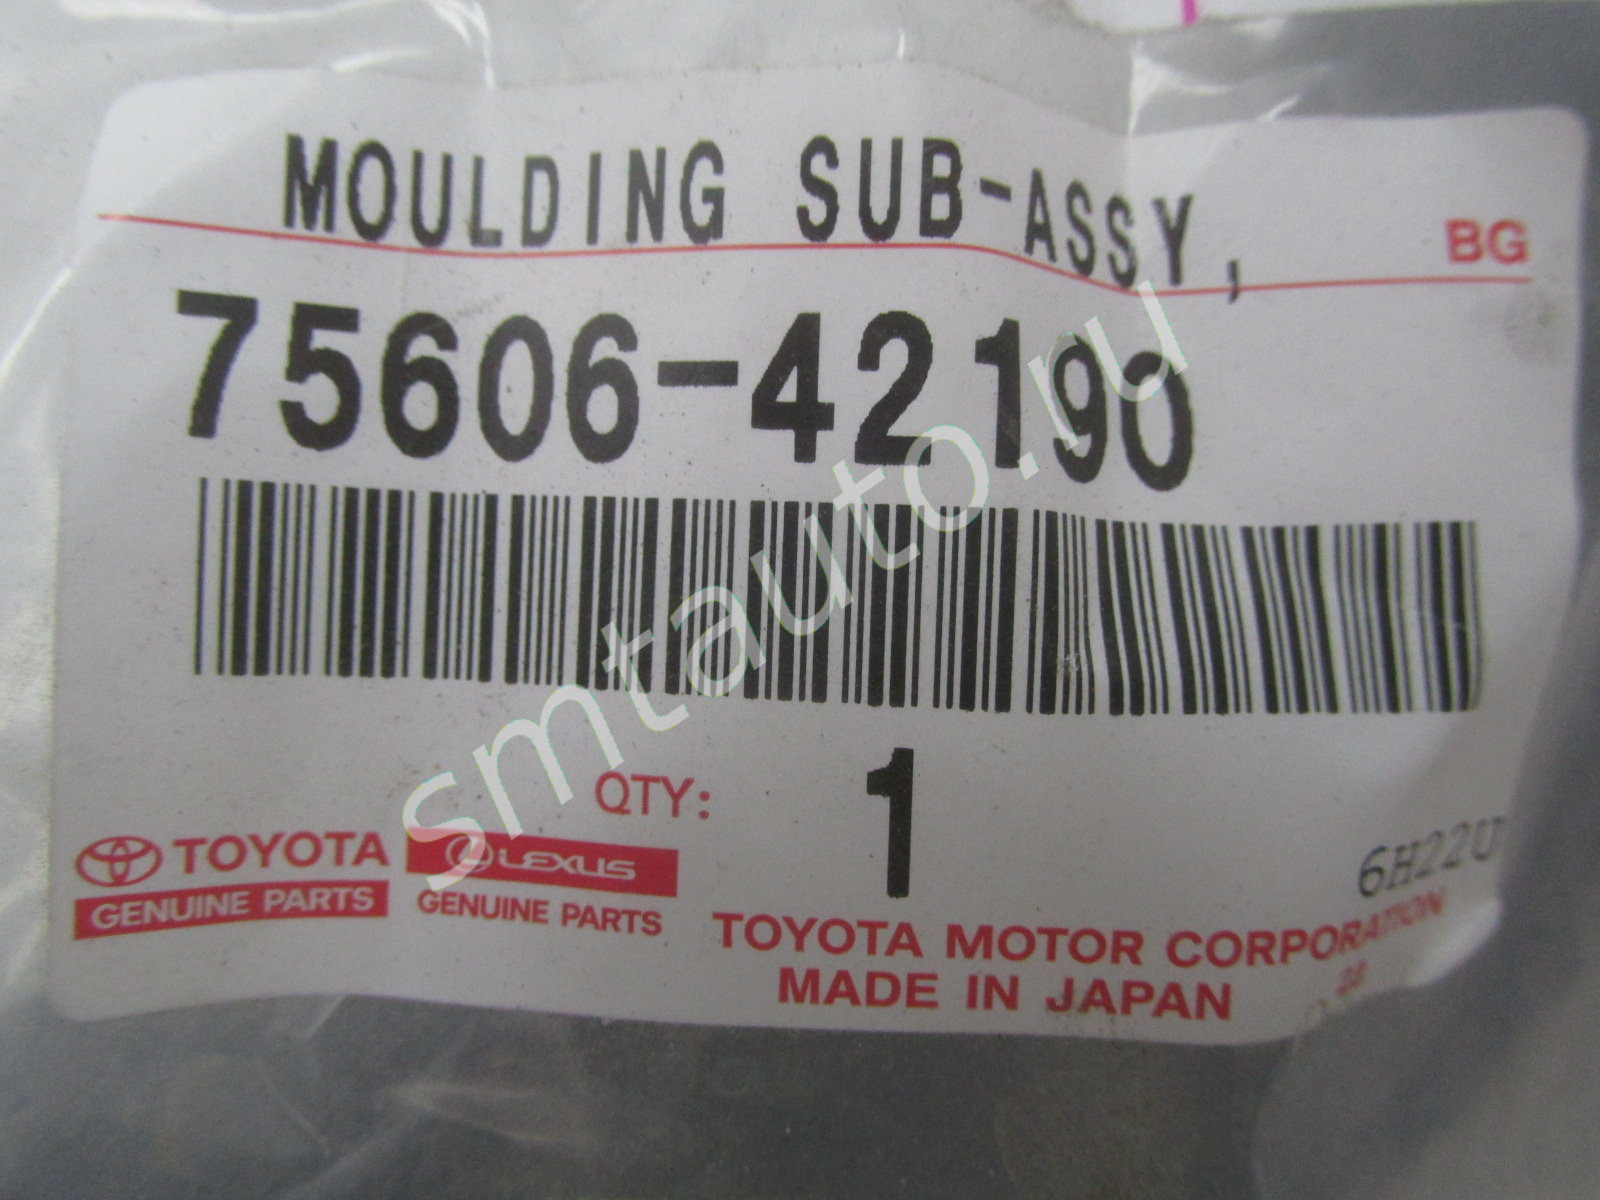 MOULDING SUB-ASSY,
BG
75606-42190
QTY: 1
6H22U
TOYOTA
GENUINE PARTS
LEXUS
GENUINE PARTS
TOYOTA MOTOR CORPORATION
MADE IN JAPAN
smtauto.ru